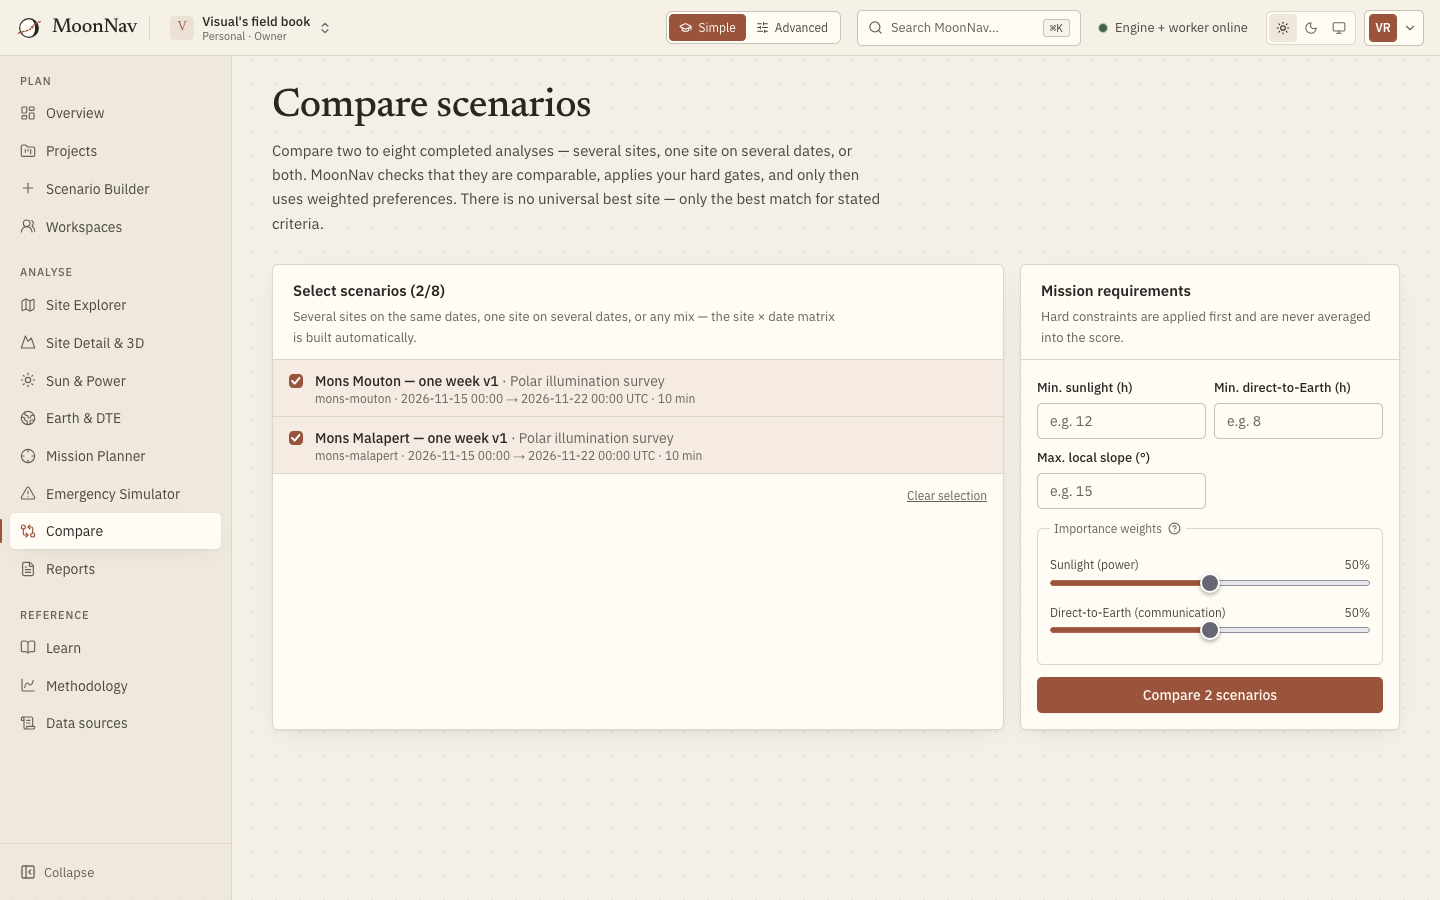 MoonNav
V
Visual's field book
Personal · Owner
Simple
Advanced
Search MoonNav...
⌘K
Engine + worker online
VR
PLAN
Overview
Projects
Scenario Builder
Workspaces
ANALYSE
Site Explorer
Site Detail & 3D
Sun & Power
Earth & DTE
Mission Planner
Emergency Simulator
Compare
Reports
REFERENCE
Learn
Methodology
Data sources
Collapse
Compare scenarios
Compare two to eight completed analyses — several sites, one site on several dates, or
both. MoonNav checks that they are comparable, applies your hard gates, and only then
uses weighted preferences. There is no universal best site — only the best match for stated
criteria.
Select scenarios (2/8)
Several sites on the same dates, one site on several dates, or any mix — the site × date matrix
is built automatically.
Mons Mouton — one week v1 · Polar illumination survey
mons-mouton · 2026-11-15 00:00 → 2026-11-22 00:00 UTC · 10 min
Mons Malapert — one week v1 · Polar illumination survey
mons-malapert · 2026-11-15 00:00 → 2026-11-22 00:00 UTC · 10 min
Clear selection
Mission requirements
Hard constraints are applied first and are never averaged
into the score.
Min. sunlight (h)
e.g. 12
Min. direct-to-Earth (h)
e.g. 8
Max. local slope (°)
e.g. 15
Importance weights
Sunlight (power) 50%
Direct-to-Earth (communication) 50%
Compare 2 scenarios